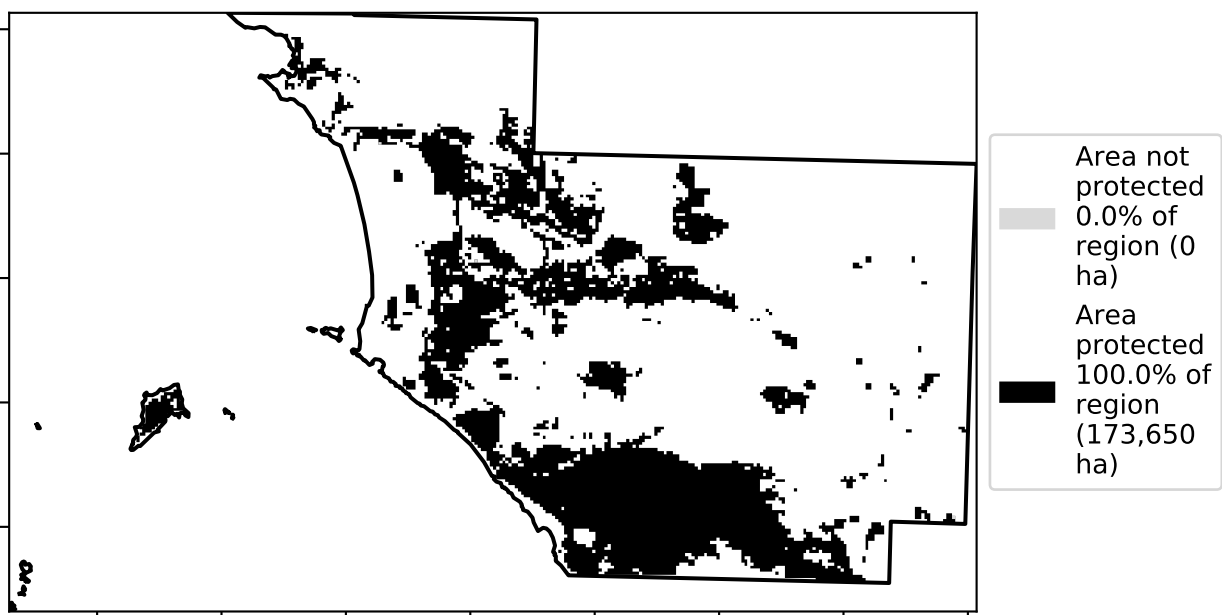 Area not
protected
0.0% of
region (0
ha)
Area
protected
100.0% of
region
(173,650
ha)